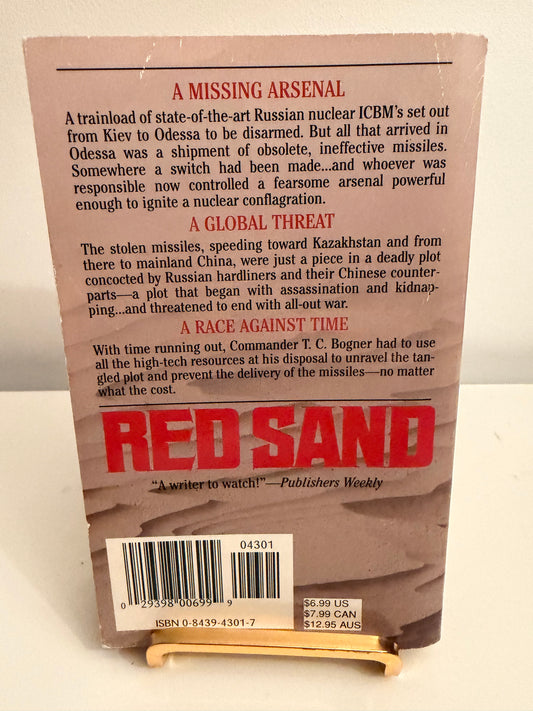 A MISSING ARSENAL
A trainload of state-of-the-art Russian nuclear ICBM's set out
from Kiev to Odessa to be disarmed. But all that arrived in
Odessa was a shipment of obsolete, ineffective missiles.
Somewhere a switch had been made...and whoever was
responsible now controlled a fearsome arsenal powerful
enough to ignite a nuclear conflagration.
A GLOBAL THREAT
The stolen missiles, speeding toward Kazakhstan and from
there to mainland China, were just a piece in a deadly plot
concocted by Russian hardliners and their Chinese counter-
parts—a plot that began with assassination and kidnap-
ping...and threatened to end with all-out war.
A RACE AGAINST TIME
With time running out, Commander T. C. Bogner had to use
all the high-tech resources at his disposal to unravel the tan-
gled plot and prevent the delivery of the missiles—no matter
what the cost.
RED SAND
"A writer to watch!"—Publishers Weekly
04301
0 29398 00699 9
ISBN 0-8439-4301-7
$6.99 US
$7.99 CAN
$12.95 AUS